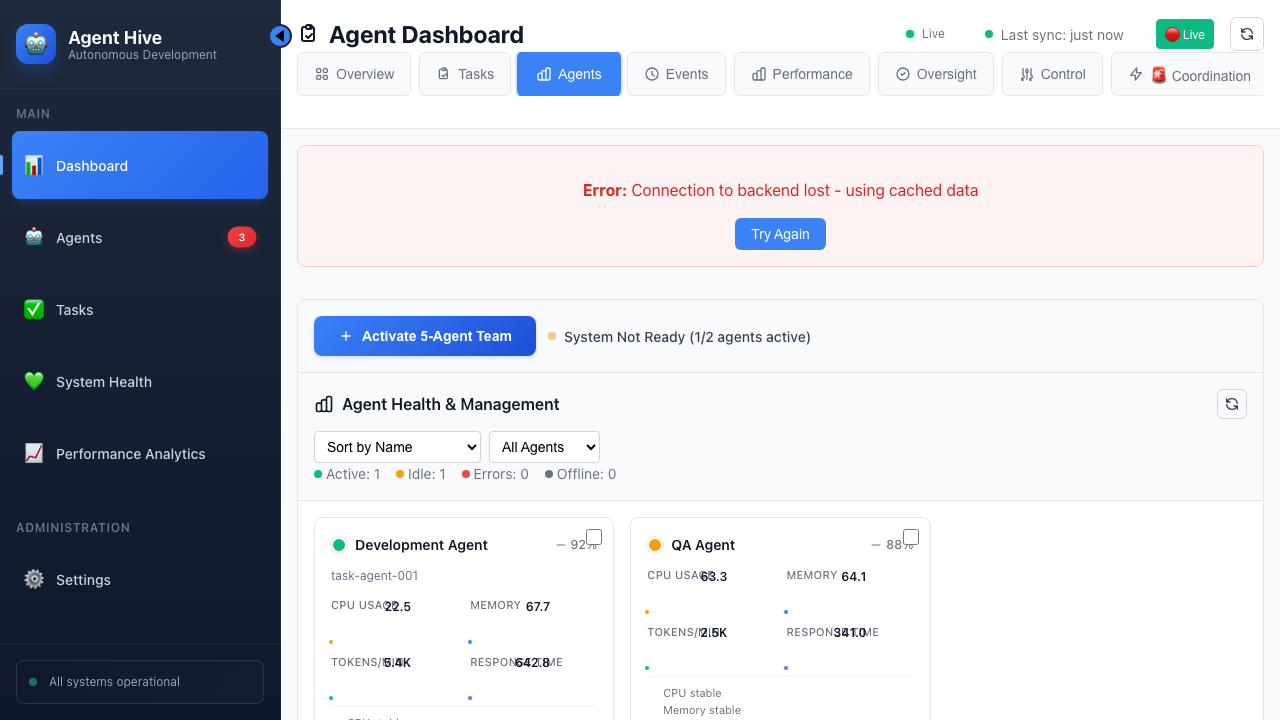 Agent Hive
Autonomous Development
MAIN
Dashboard
Agents
3
Tasks
System Health
Performance Analytics
ADMINISTRATION
Settings
All systems operational
Agent Dashboard
Live
Last sync: just now
Live
Overview
Tasks
Agents
Events
Performance
Oversight
Control
Coordination
Error: Connection to backend lost - using cached data
Try Again
Activate 5-Agent Team
System Not Ready (1/2 agents active)
Agent Health & Management
Sort by Name
All Agents
Active: 1
Idle: 1
Errors: 0
Offline: 0
Development Agent
— 92%
task-agent-001
CPU USAGE 22.5
MEMORY 67.7
TOKENS/MIN 5.4K
RESPONSE TIME 642.8
QA Agent
— 88%
CPU USAGE 63.3
MEMORY 64.1
TOKENS/MIN 2.5K
RESPONSE TIME 341.0
CPU stable
Memory stable